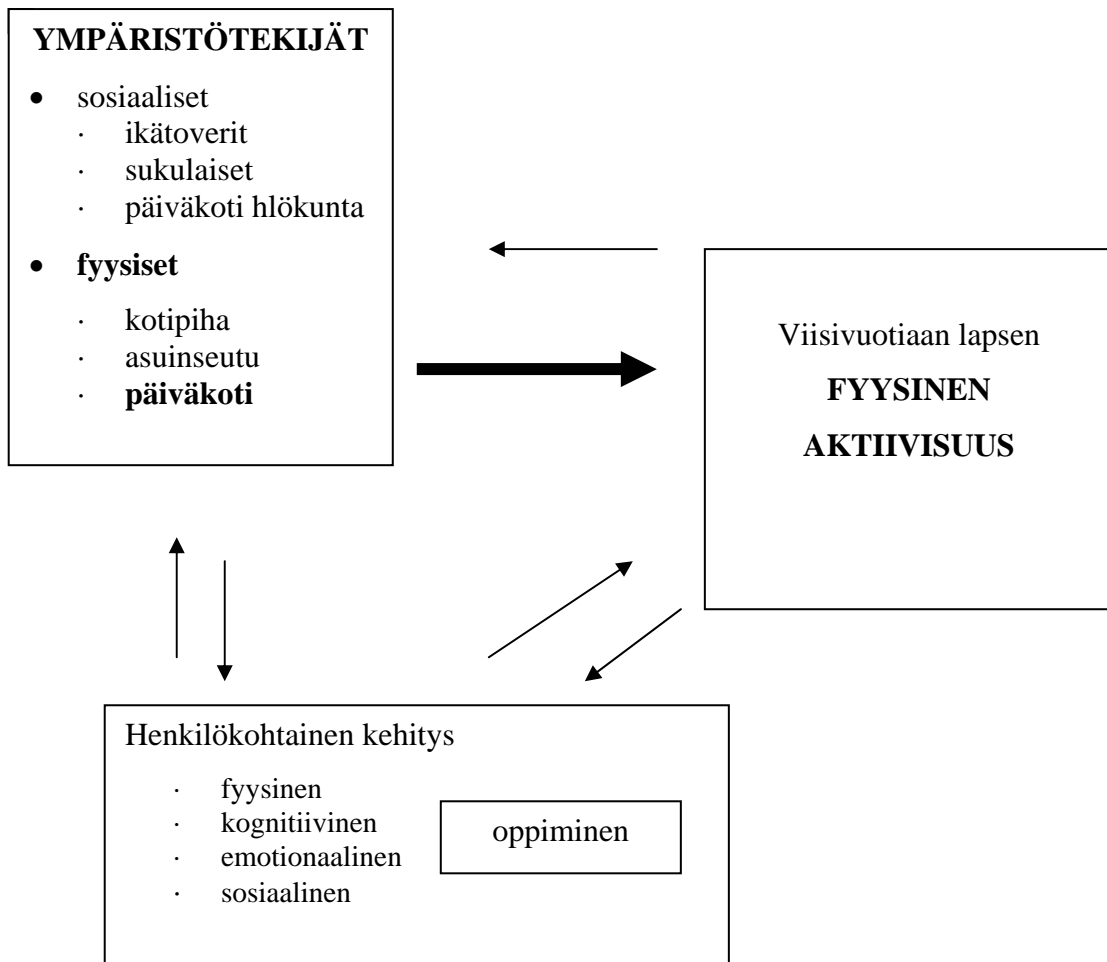 YMPÄRISTÖTEKIJÄT
• sosiaaliset
· ikätoverit
· sukulaiset
· päiväkoti hlökunta
• fyysiset
· kotipiha
· asuinseutu
· päiväkoti
Viisivuotiaan lapsen
FYYSINEN
AKTIIVISUUS
Henkilökohtainen kehitys
· fyysinen
· kognitiivinen
· emotionaalinen
· sosiaalinen
oppiminen